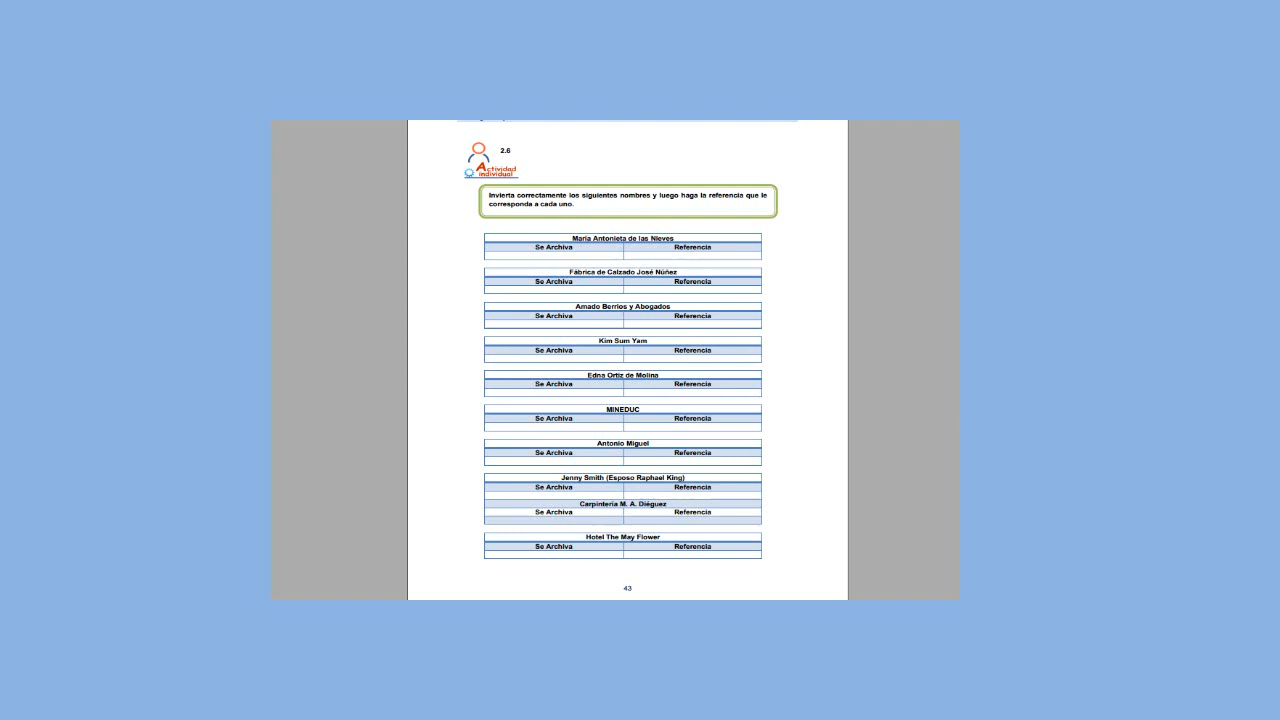 2.6
Actividad
individual
Invierta correctamente los siguientes nombres y luego haga la referencia que le
corresponda a cada uno.
María Antonieta de las Nieves
Se Archiva Referencia
Fábrica de Calzado José Núñez
Se Archiva Referencia
Amado Berrios y Abogados
Se Archiva Referencia
Kim Sum Yam
Se Archiva Referencia
Edna Ortiz de Molina
Se Archiva Referencia
MINEDUC
Se Archiva Referencia
Antonio Miguel
Se Archiva Referencia
Jenny Smith (Esposo Raphael King)
Se Archiva Referencia
Carpintería M. A. Diéguez
Se Archiva Referencia
Hotel The May Flower
Se Archiva Referencia
43